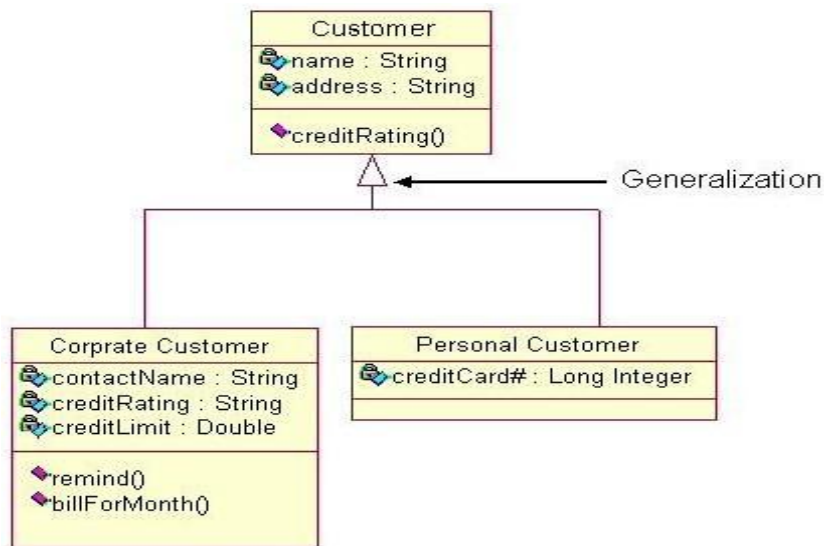 Customer
name : String
address : String
creditRating()
Generalization
Corprate Customer
contactName : String
creditRating : String
creditLimit : Double
remind()
billForMonth()
Personal Customer
creditCard# : Long Integer